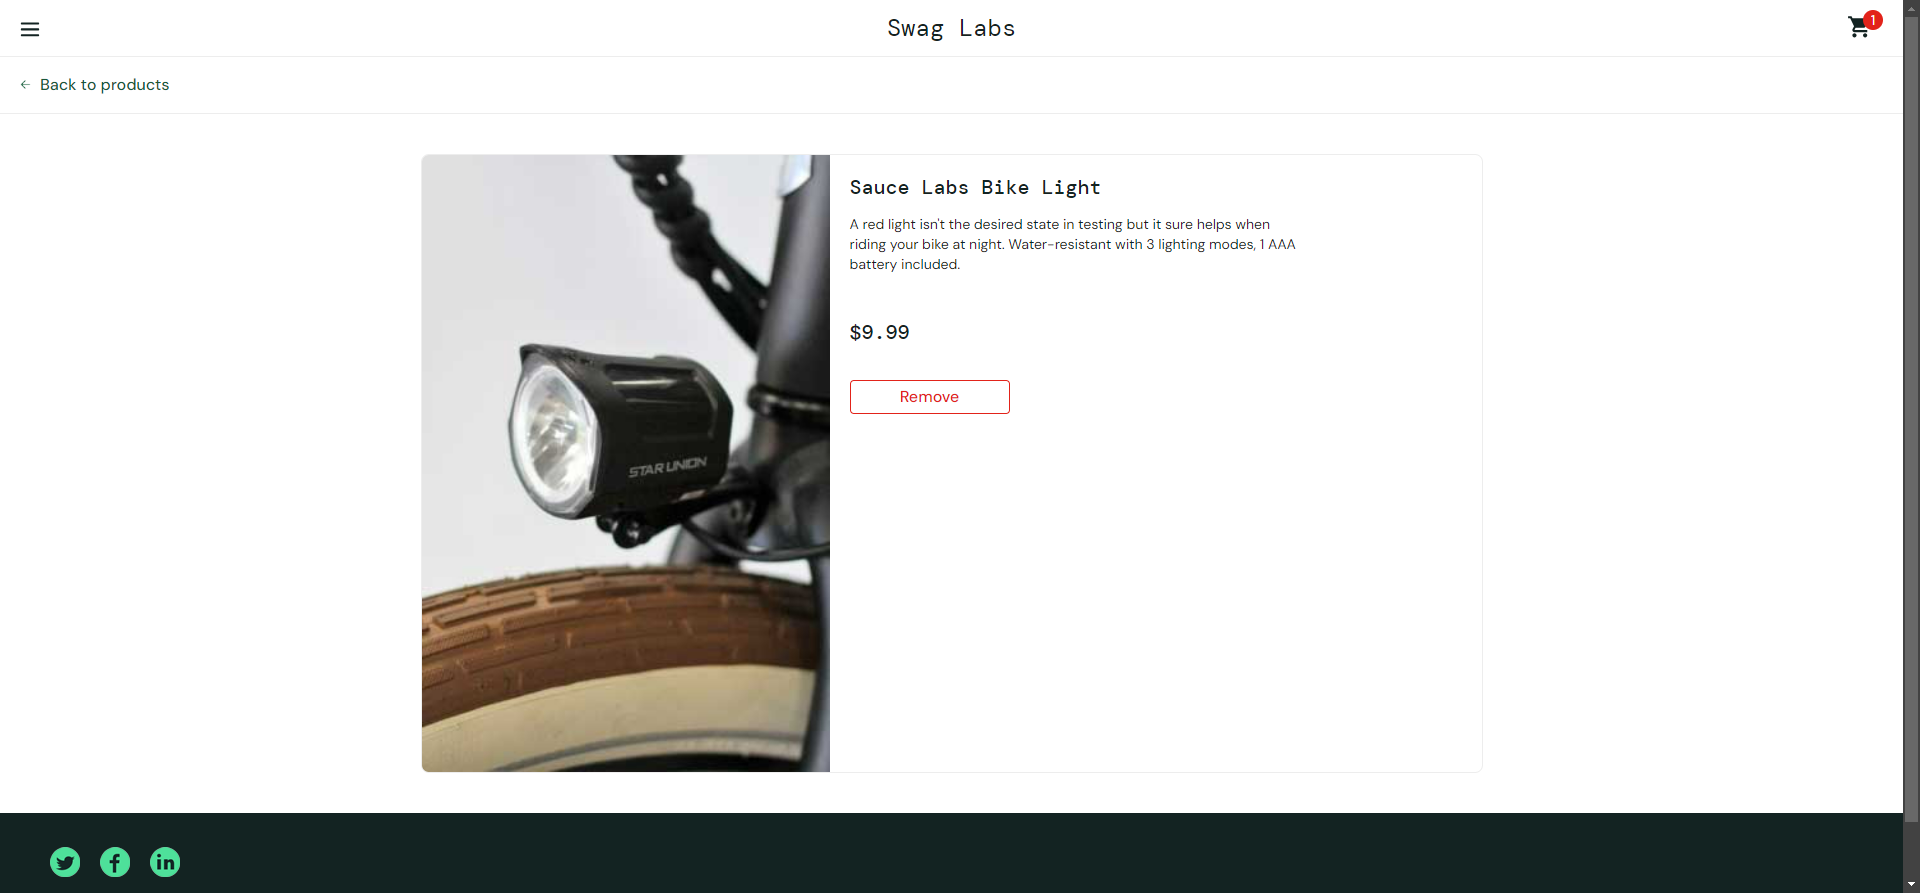 Swag Labs
1
Back to products
Sauce Labs Bike Light
A red light isn't the desired state in testing but it sure helps when
riding your bike at night. Water-resistant with 3 lighting modes, 1 AAA
battery included.
$9.99
Remove
STAR UNION